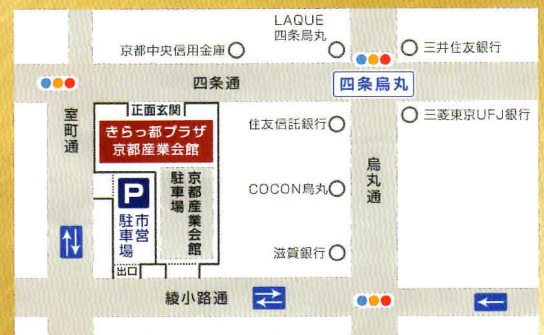 LAQUE
四条烏丸
京都中央信用金庫
三井住友銀行
四条通
四条烏丸
室町通
正面玄関
きらっ都プラザ
京都産業会館
住友信託銀行
三菱東京UFJ銀行
烏丸通
P
市営
駐車場
京都産業会館
駐車場
COCON烏丸
滋賀銀行
出口
綾小路通